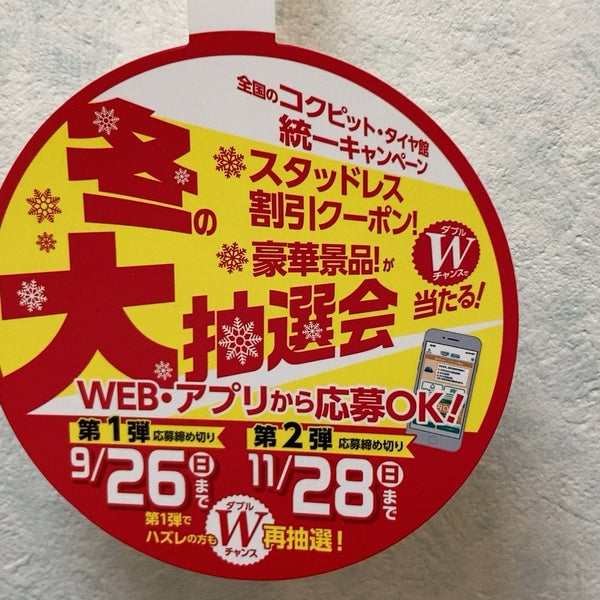 全国のコクピット・タイヤ館
統一キャンペーン
冬の
スタッドレス
割引クーポン!
豪華景品!が
ダブル
W
チャンスで
当たる!
大抽選会
WEB・アプリから応募OK!
第1弾 応募締め切り
9/26(日)まで
第2弾 応募締め切り
11/28(日)まで
第1弾で
ハズレの方も
ダブル
W
チャンス
再抽選!